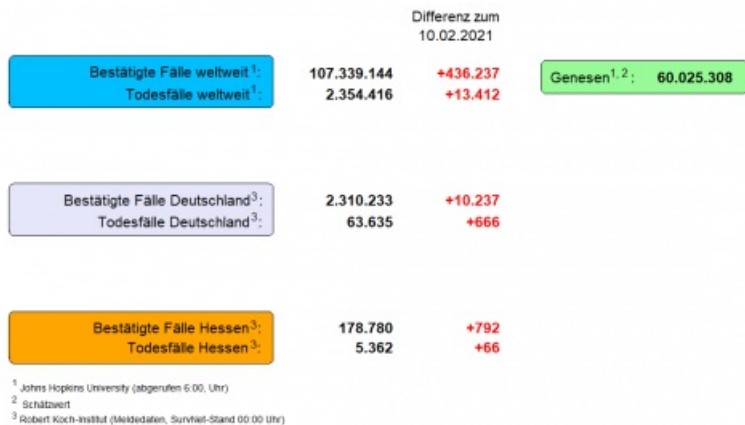 Differenz zum
10.02.2021
Bestätigte Fälle weltweit¹: 107.339.144 +436.237 Genesen¹,²: 60.025.308
Todesfälle weltweit¹: 2.354.416 +13.412
Bestätigte Fälle Deutschland³: 2.310.233 +10.237
Todesfälle Deutschland³: 63.635 +666
Bestätigte Fälle Hessen³: 178.780 +792
Todesfälle Hessen³: 5.362 +66
¹ Johns Hopkins University (abgerufen 6:00, Uhr)
² Schätzwert
³ Robert Koch-Institut (Meldedaten, SurvNet-Stand 00:00 Uhr)